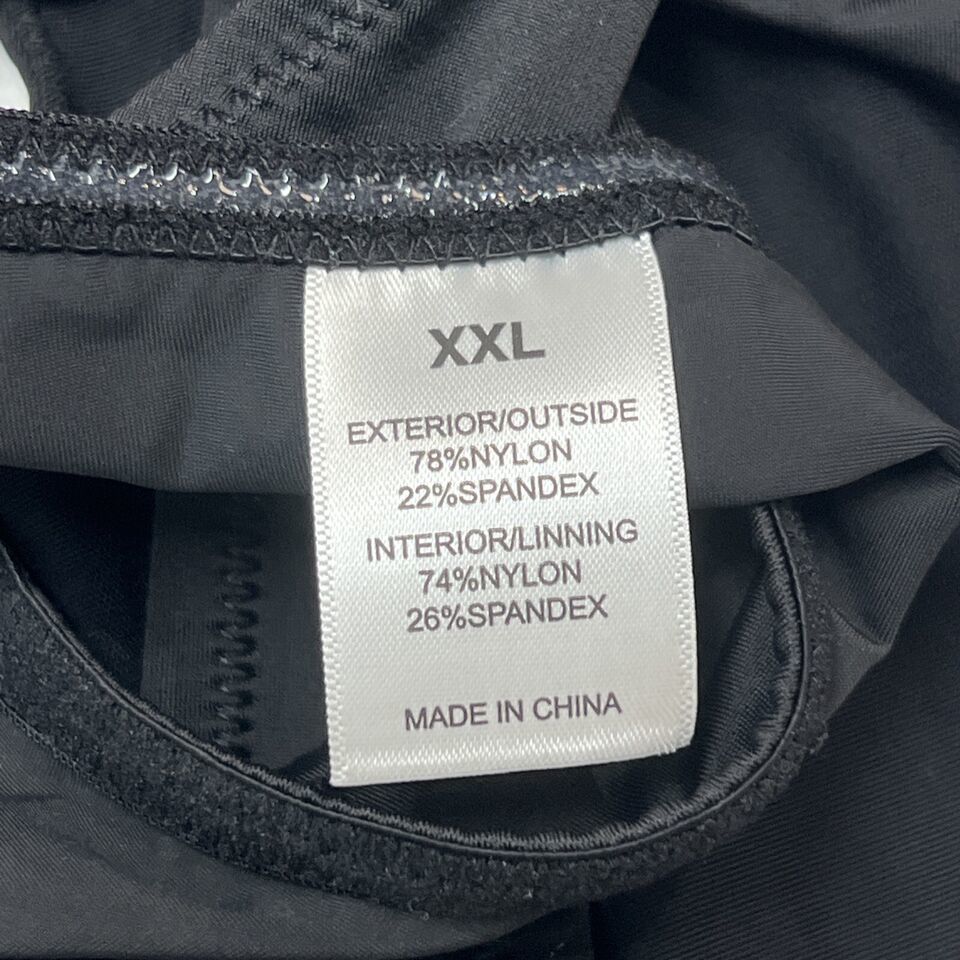 XXL
EXTERIOR/OUTSIDE
78%NYLON
22%SPANDEX
INTERIOR/LINNING
74%NYLON
26%SPANDEX
MADE IN CHINA